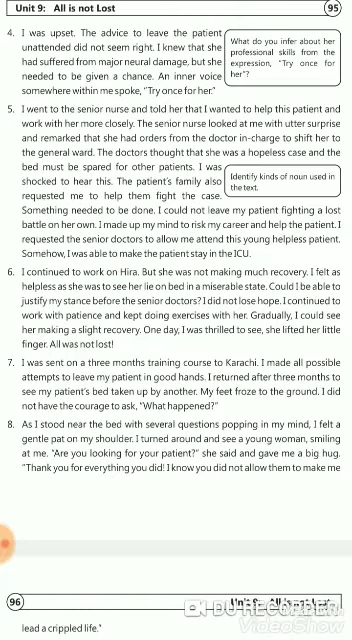 Unit 9: All is not Lost 95
4. I was upset. The advice to leave the patient
unattended did not seem right. I knew that she
had suffered from major neural damage, but she
needed to be given a chance. An inner voice
somewhere within me spoke, "Try once for her."
What do you infer about her
professional skills from the
expression, "Try once for
her"?
5. I went to the senior nurse and told her that I wanted to help this patient and
work with her more closely. The senior nurse looked at me with utter surprise
and remarked that she had orders from the doctor in-charge to shift her to
the general ward. The doctors thought that she was a hopeless case and the
bed must be spared for other patients. I was
shocked to hear this. The patient's family also
requested me to help them fight the case.
Identify kinds of noun used in
the text.
Something needed to be done. I could not leave my patient fighting a lost
battle on her own. I made up my mind to risk my career and help the patient. I
requested the senior doctors to allow me attend this young helpless patient.
Somehow, I was able to make the patient stay in the ICU.
6. I continued to work on Hira. But she was not making much recovery. I felt as
helpless as she was to see her lie on bed in a miserable state. Could I be able to
justify my stance before the senior doctors? I did not lose hope. I continued to
work with patience and kept doing exercises with her. Gradually, I could see
her making a slight recovery. One day, I was thrilled to see, she lifted her little
finger. All was not lost!
7. I was sent on a three months training course to Karachi. I made all possible
attempts to leave my patient in good hands. I returned after three months to
see my patient's bed taken up by another. My feet froze to the ground. I did
not have the courage to ask, "What happened?"
8. As I stood near the bed with several questions popping in my mind, I felt a
gentle pat on my shoulder. I turned around and see a young woman, smiling
at me. "Are you looking for your patient?" she said and gave me a big hug.
"Thank you for everything you did! I know you did not allow them to make me
96 Unit 9: All is not Lost
DU RECORDER
VideoShow
lead a crippled life."